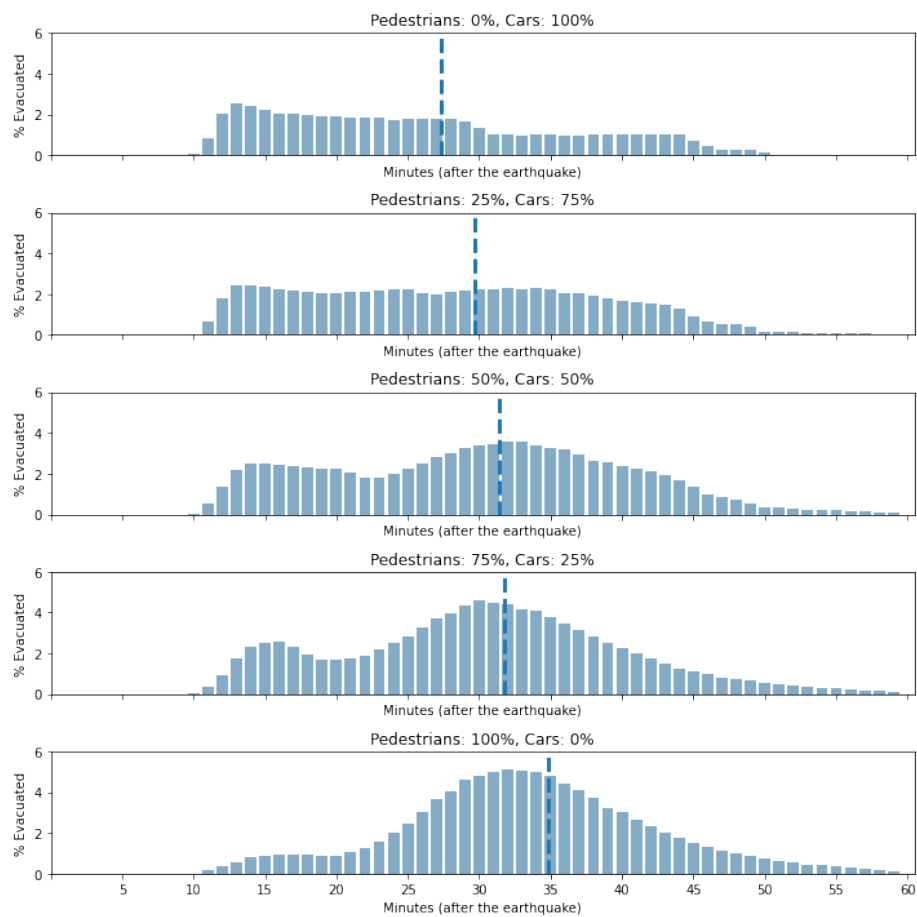 Pedestrians: 0%, Cars: 100%
6
4
2
0
% Evacuated
Minutes (after the earthquake)
Pedestrians: 25%, Cars: 75%
6
4
2
0
% Evacuated
Minutes (after the earthquake)
Pedestrians: 50%, Cars: 50%
6
4
2
0
% Evacuated
Minutes (after the earthquake)
Pedestrians: 75%, Cars: 25%
6
4
2
0
% Evacuated
Minutes (after the earthquake)
Pedestrians: 100%, Cars: 0%
6
4
2
0
% Evacuated
5 10 15 20 25 30 35 40 45 50 55 60
Minutes (after the earthquake)